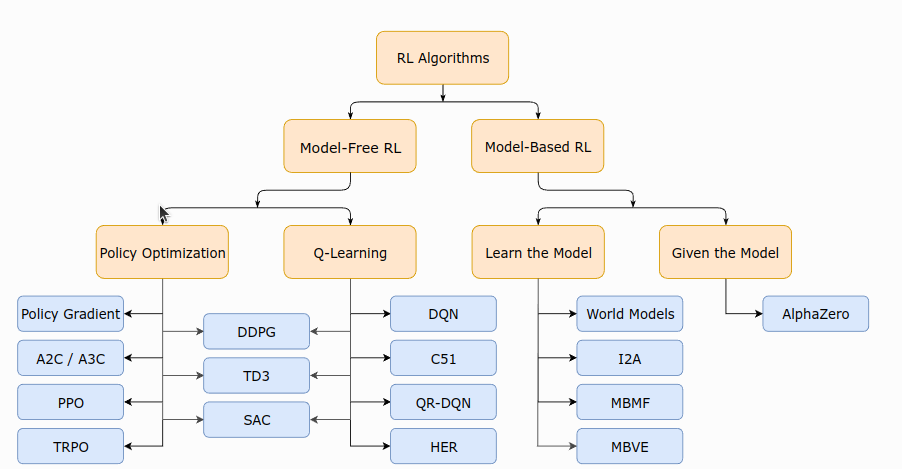 RL Algorithms
Model-Free RL
Model-Based RL
Policy Optimization
Q-Learning
Learn the Model
Given the Model
Policy Gradient
DDPG
DQN
World Models
AlphaZero
A2C / A3C
TD3
C51
I2A
PPO
SAC
QR-DQN
MBMF
TRPO
HER
MBVE